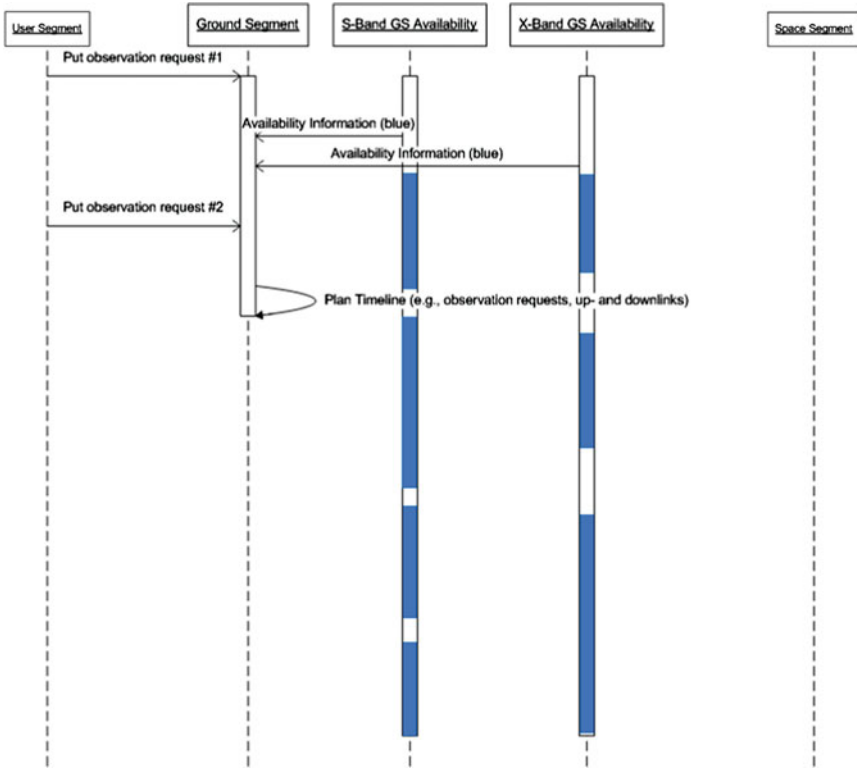 User Segment
Ground Segment
S-Band GS Availability
X-Band GS Availability
Space Segment
Put observation request #1
Availability Information (blue)
Availability Information (blue)
Put observation request #2
Plan Timeline (e.g., observation requests, up- and downlinks)